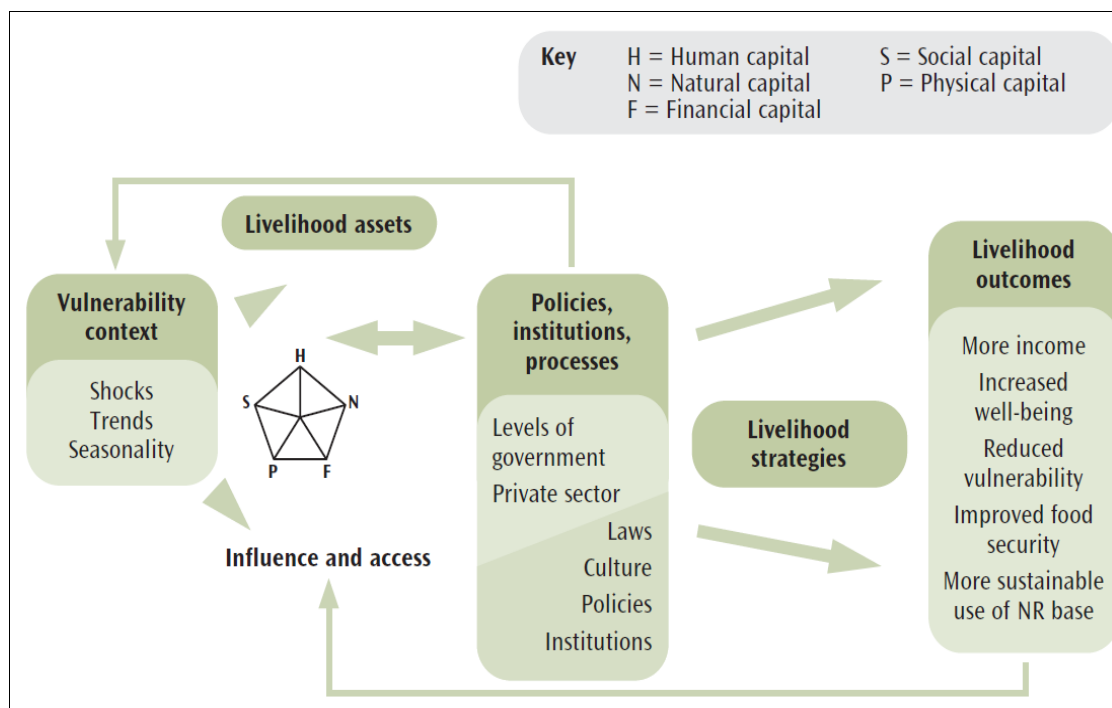 Key
H = Human capital
S = Social capital
N = Natural capital
P = Physical capital
F = Financial capital
Livelihood assets
Vulnerability
context
Shocks
Trends
Seasonality
H
S
N
P
F
Influence and access
Policies,
institutions,
processes
Levels of
government
Private sector
Laws
Culture
Policies
Institutions
Livelihood
strategies
Livelihood
outcomes
More income
Increased
well-being
Reduced
vulnerability
Improved food
security
More sustainable
use of NR base